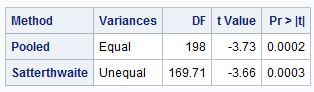 Method Variances DF t Value Pr > |t|
Pooled Equal 198 -3.73 0.0002
Satterthwaite Unequal 169.71 -3.66 0.0003